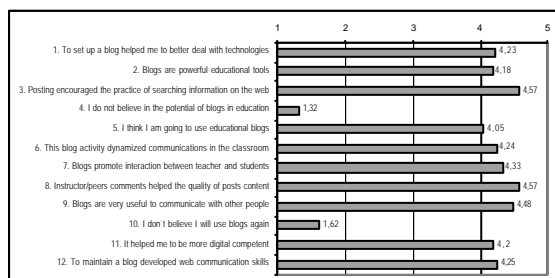 1 2 3 4 5
1. To set up a blog helped me to better deal with technologies 4,23
2. Blogs are powerful educational tools 4,18
3. Posting encouraged the practice of searching information on the web 4,57
4. I do not believe in the potential of blogs in education 1,32
5. I think I am going to use educational blogs 4,05
6. This blog activity dynamized communications in the classroom 4,24
7. Blogs promote interaction between teacher and students 4,33
8. Instructor/peers comments helped the quality of posts content 4,57
9. Blogs are very useful to communicate with other people 4,48
10. I don´t believe I will use blogs again 1,62
11. It helped me to be more digital competent 4,2
12. To maintain a blog developed web communication skills 4,25